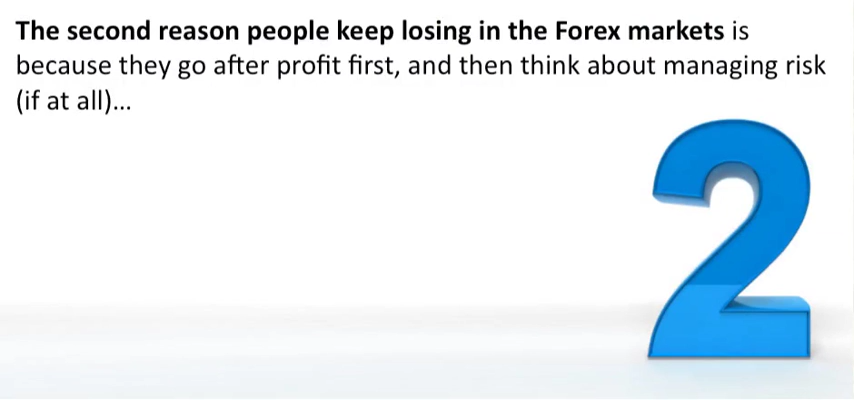 The second reason people keep losing in the Forex markets is
because they go after profit first, and then think about managing risk
(if at all)...
2